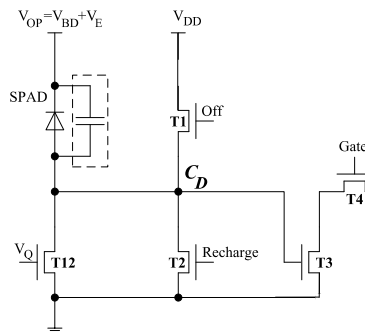 V_OP=V_BD+V_E
V_DD
SPAD
Off
T1
C_D
Gate
T4
V_Q
T12
T2
Recharge
T3